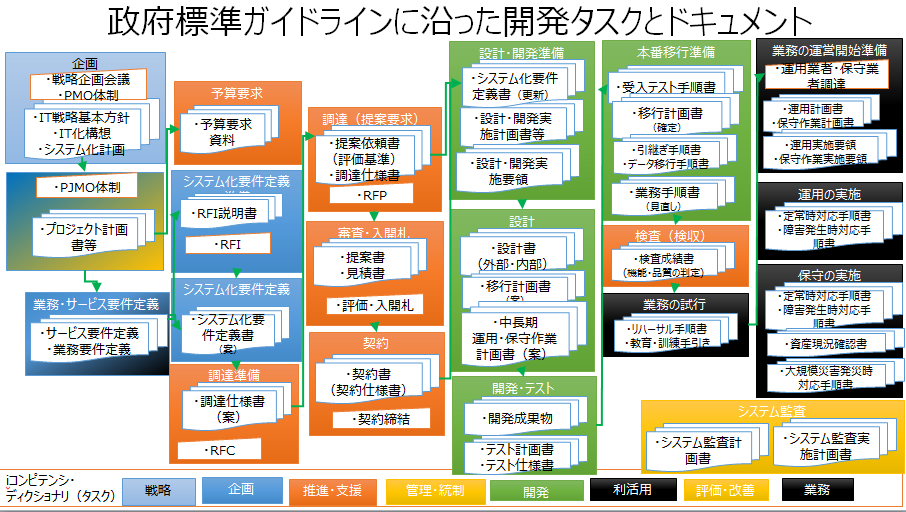 政府標準ガイドラインに沿った開発タスクとドキュメント
企画
・戦略企画会議
・PMO体制
・IT戦略基本方針
・IT化構想
・システム化計画
・PJMO体制
・プロジェクト計画
書等
業務・サービス要件定義
・サービス要件定義
・業務要件定義
予算要求
・予算要求
資料
システム化要件定義
準備
・RFI説明書
・RFI
システム化要件定義
・システム化要
件定義書
(案)
調達準備
・調達仕様書
(案)
・RFC
調達(提案要求)
・提案依頼書
(評価基準)
・調達仕様書
・RFP
審査・入開札
・提案書
・見積書
・評価・入開札
契約
・契約書
(契約仕様書)
・契約締結
設計・開発準備
・システム化要件
定義書(更新)
・設計・開発実
施計画書等
・設計・開発実
施要領
設計
・設計書
(外部・内部)
・移行計画書
(案)
・中長期
運用・保守作業
計画書(案)
開発・テスト
・開発成果物
・テスト計画書
・テスト仕様書
本番移行準備
・受入テスト手順書
・移行計画書
(確定)
・引継ぎ手順書
・データ移行手順書
・業務手順書
(見直し)
検査(検収)
・検査成績書
(機能・品質の判定)
業務の試行
・リハーサル手順書
・教育・訓練手引き
業務の運営開始準備
・運用業者・保守業
者調達
・運用計画書
・保守作業計画書
・運用実施要領
・保守作業実施要領
運用の実施
・定常時対応手順書
・障害発生時対応手
順書
保守の実施
・定常時対応手順書
・障害発生時対応手
順書
・資産現況確認書
・大規模災害発災時
対応手順書
システム監査
・システム監査計
画書
・システム監査実
施計画書
iコンピテンシ・
ディクショナリ(タスク)
戦略
企画
推進・支援
管理・統制
開発
利活用
評価・改善
業務